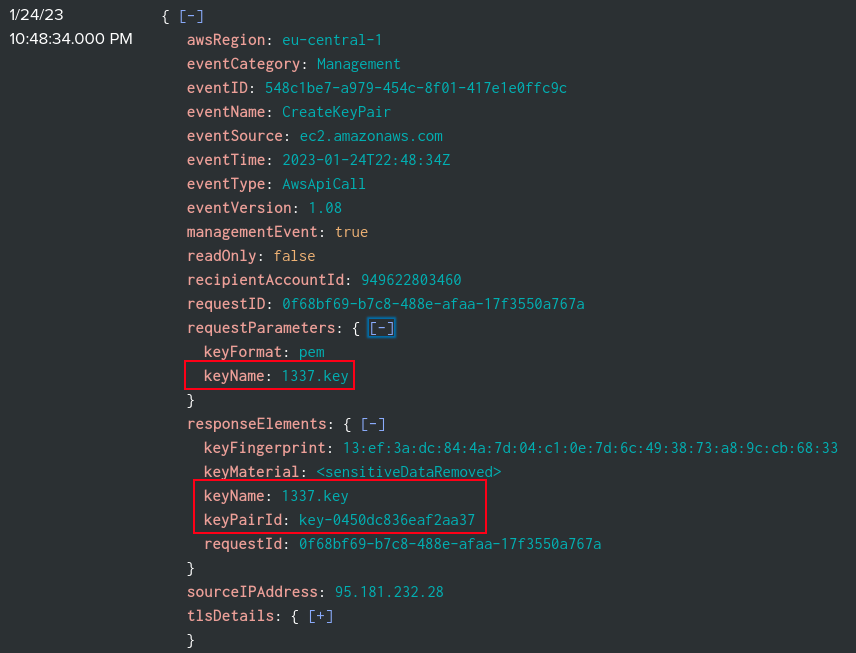 1/24/23 { [-]
10:48:34.000 PM awsRegion: eu-central-1
eventCategory: Management
eventID: 548c1be7-a979-454c-8f01-417e1e0ffc9c
eventName: CreateKeyPair
eventSource: ec2.amazonaws.com
eventTime: 2023-01-24T22:48:34Z
eventType: AwsApiCall
eventVersion: 1.08
managementEvent: true
readOnly: false
recipientAccountId: 949622803460
requestID: 0f68bf69-b7c8-488e-afaa-17f3550a767a
requestParameters: { [-]
keyFormat: pem
keyName: 1337.key
}
responseElements: { [-]
keyFingerprint: 13:ef:3a:dc:84:4a:7d:04:c1:0e:7d:6c:49:38:73:a8:9c:cb:68:33
keyMaterial: <sensitiveDataRemoved>
keyName: 1337.key
keyPairId: key-0450dc836eaf2aa37
requestId: 0f68bf69-b7c8-488e-afaa-17f3550a767a
}
sourceIPAddress: 95.181.232.28
tlsDetails: { [+]
}